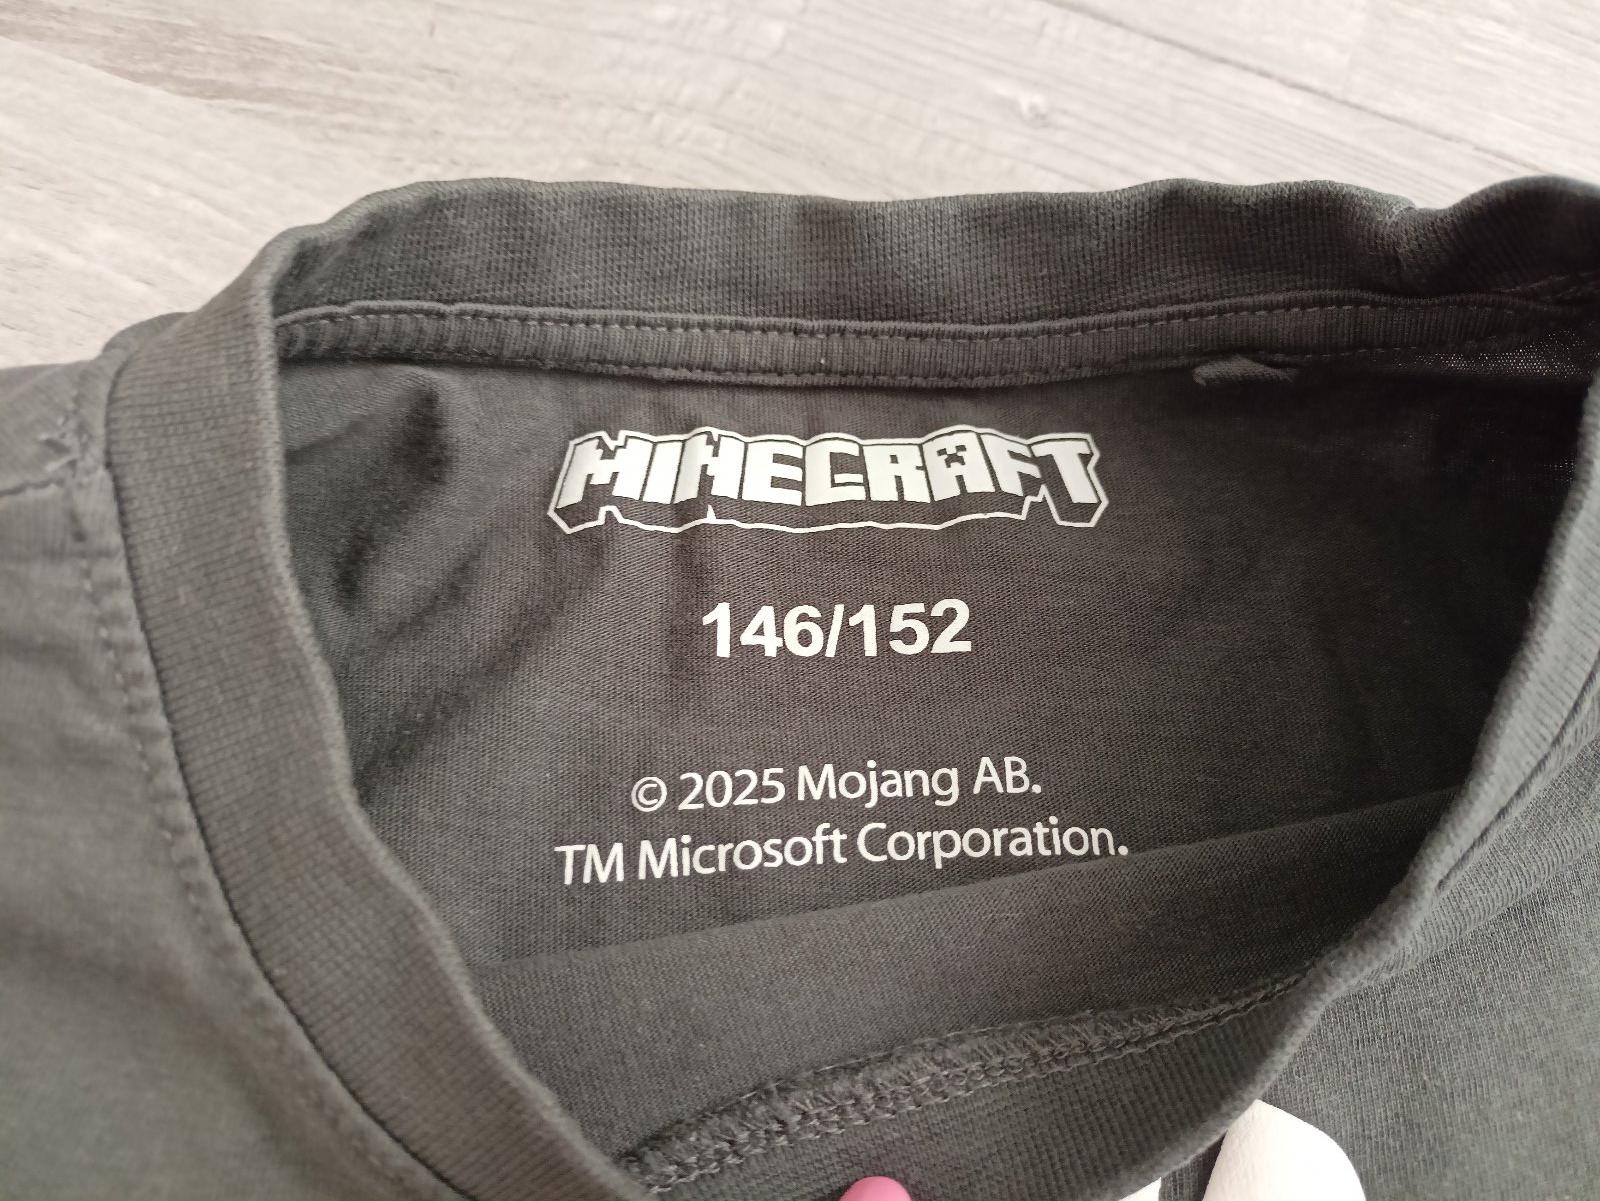 MINECRAFT
146/152
© 2025 Mojang AB.
TM Microsoft Corporation.